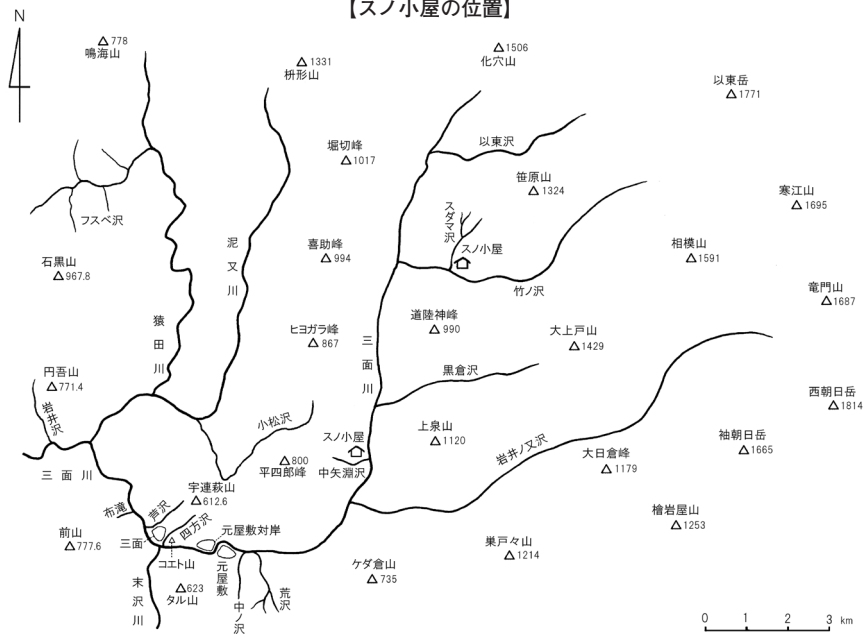 【スノ小屋の位置】
N
778
鳴海山
1331
枡形山
1506
化穴山
以東岳
1771
堀切峰
1017
以東沢
笹原山
1324
寒江山
1695
フスベ沢
スダマ沢
スノ小屋
石黒山
967.8
泥又川
喜助峰
994
相模山
1591
竹ノ沢
竜門山
1687
猿田川
ヒヨガラ峰
867
三面川
道陸神峰
990
大上戸山
1429
円吾山
771.4
黒倉沢
西朝日岳
1814
岩井沢
小松沢
スノ小屋
上泉山
1120
岩井ノ又沢
袖朝日岳
1665
三面川
800
平四郎峰
中矢淵沢
大日倉峰
1179
宇連萩山
612.6
布滝
芦沢
四方沢
元屋敷対岸
檜岩屋山
1253
前山
777.6
三面
コエト山
元屋敷
巣戸々山
1214
末沢川
623
タル山
中ノ沢
荒沢
ケダ倉山
735
0 1 2 3 km